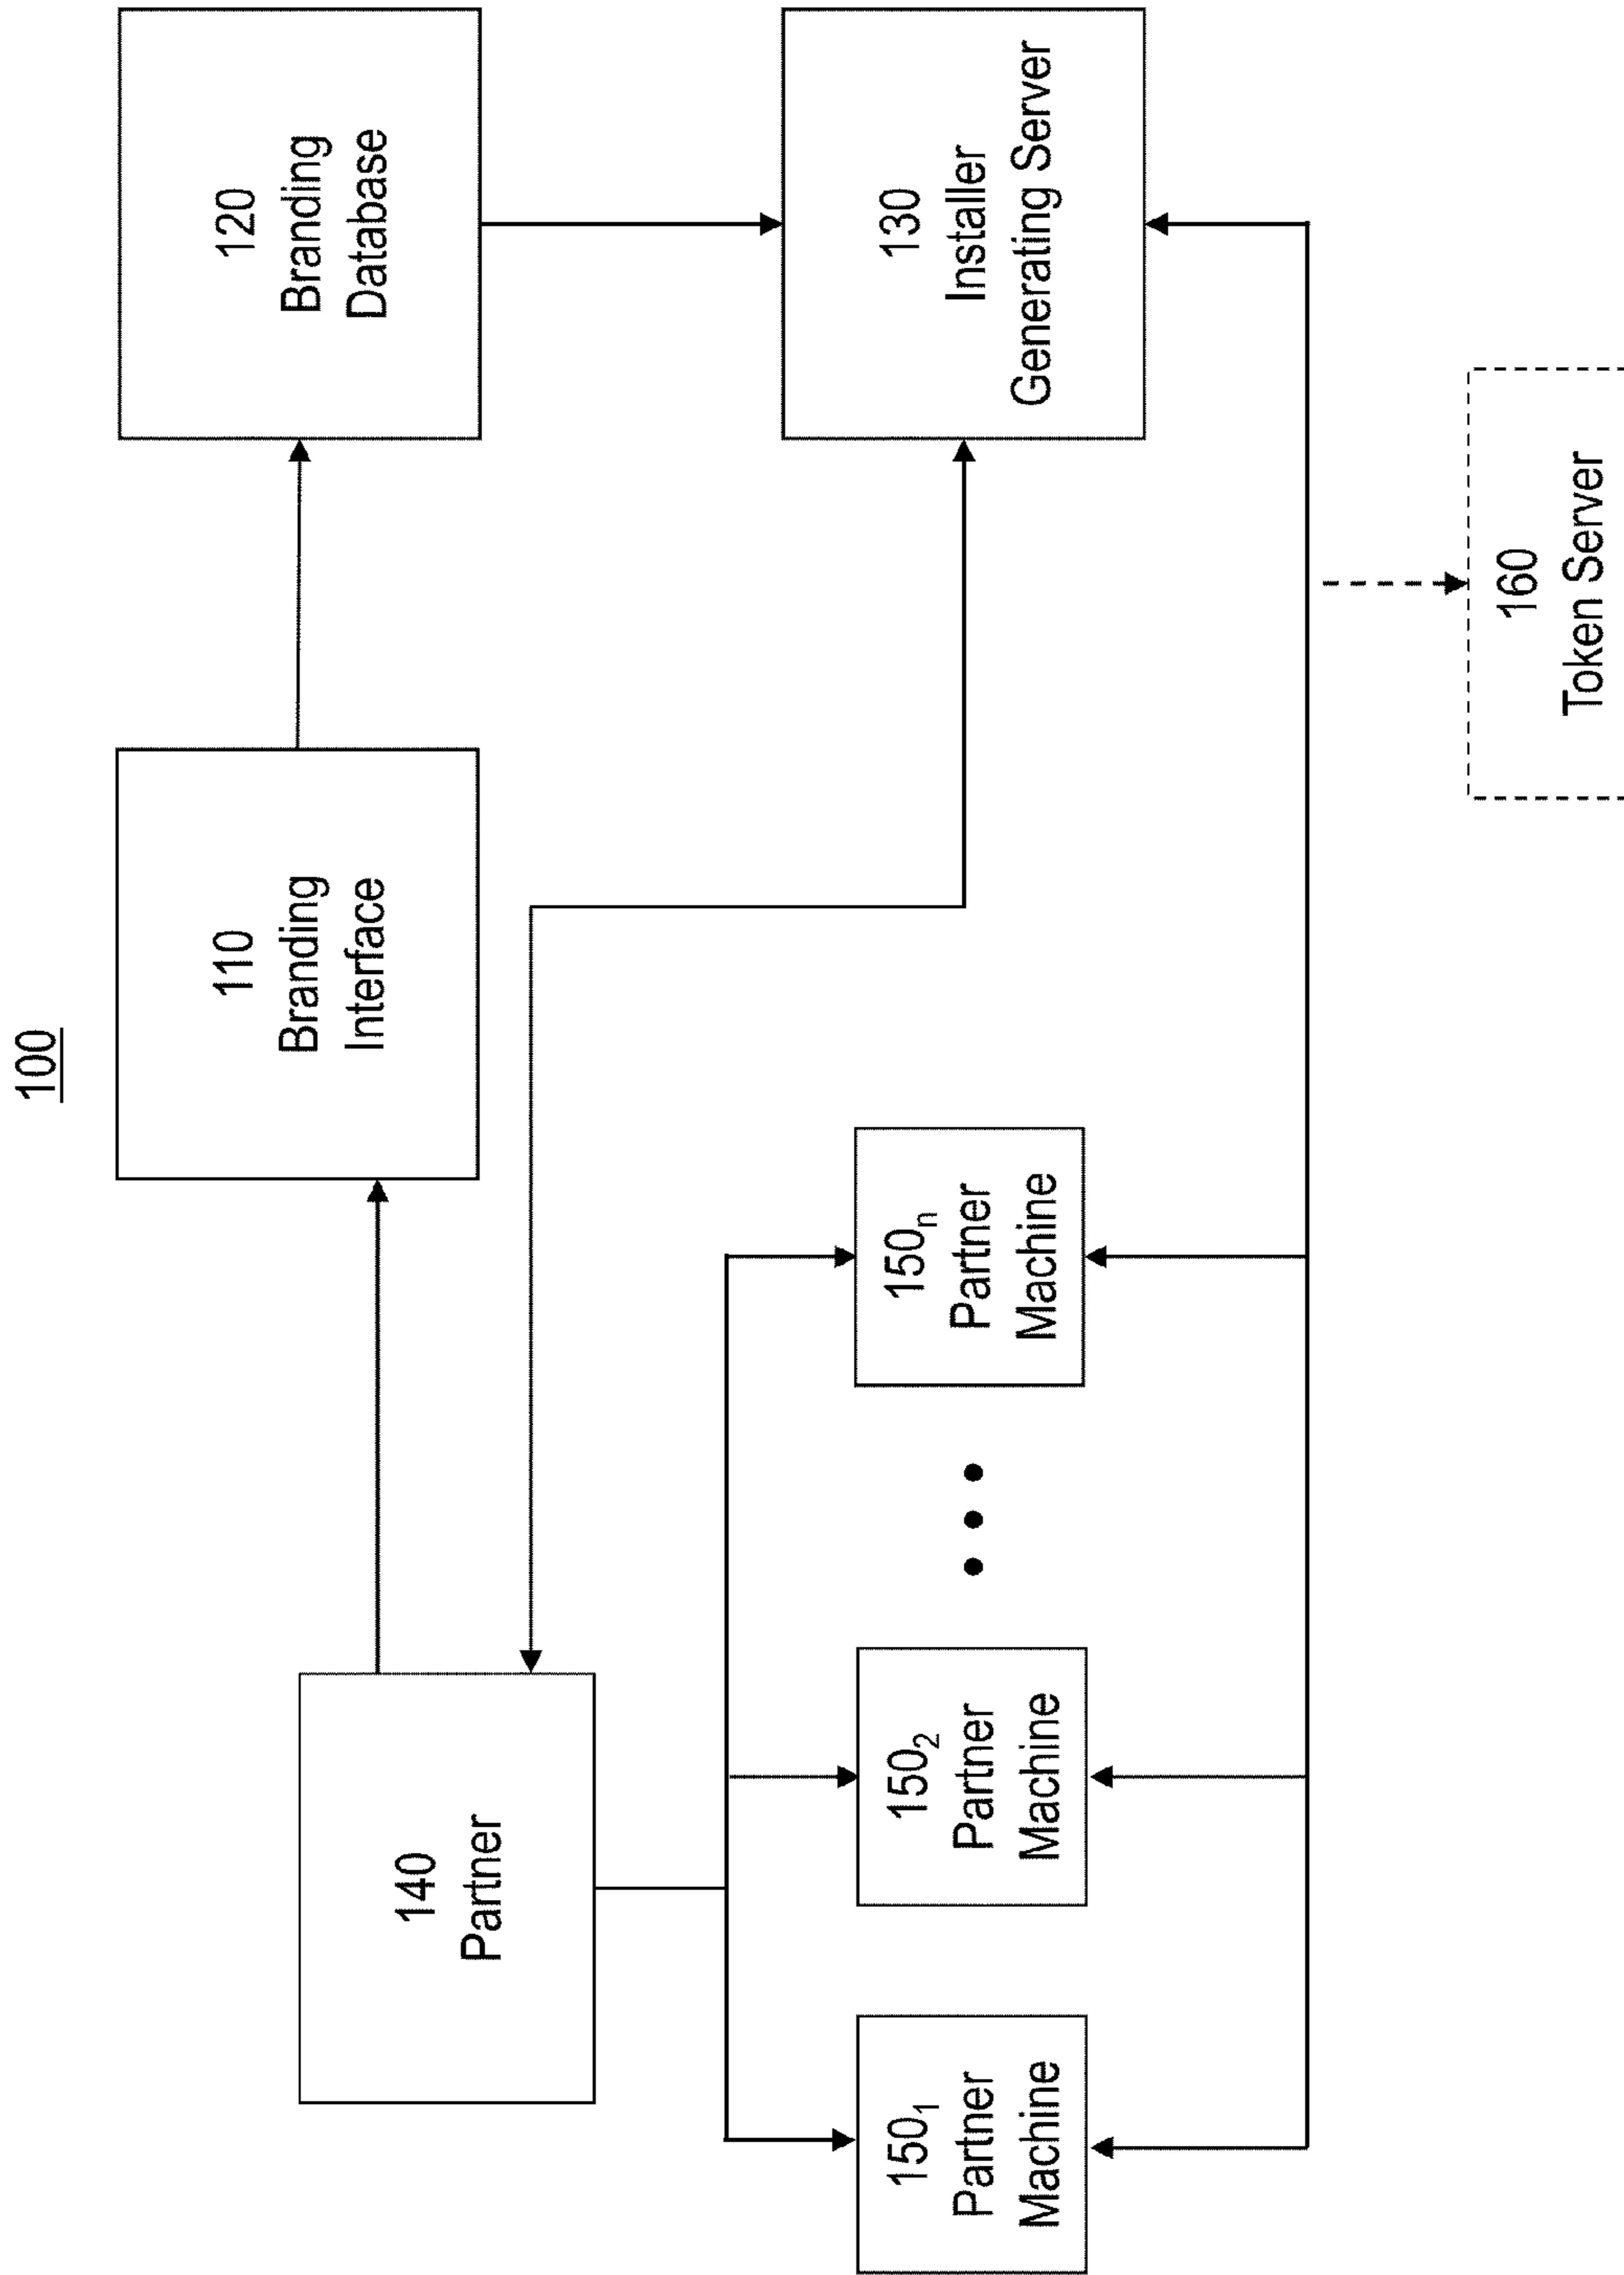 100
110
Branding
Interface
120
Branding
Database
140
Partner
130
Installer
Generating Server
150₁
Partner
Machine
150₂
Partner
Machine
150ₙ
Partner
Machine
160
Token Server